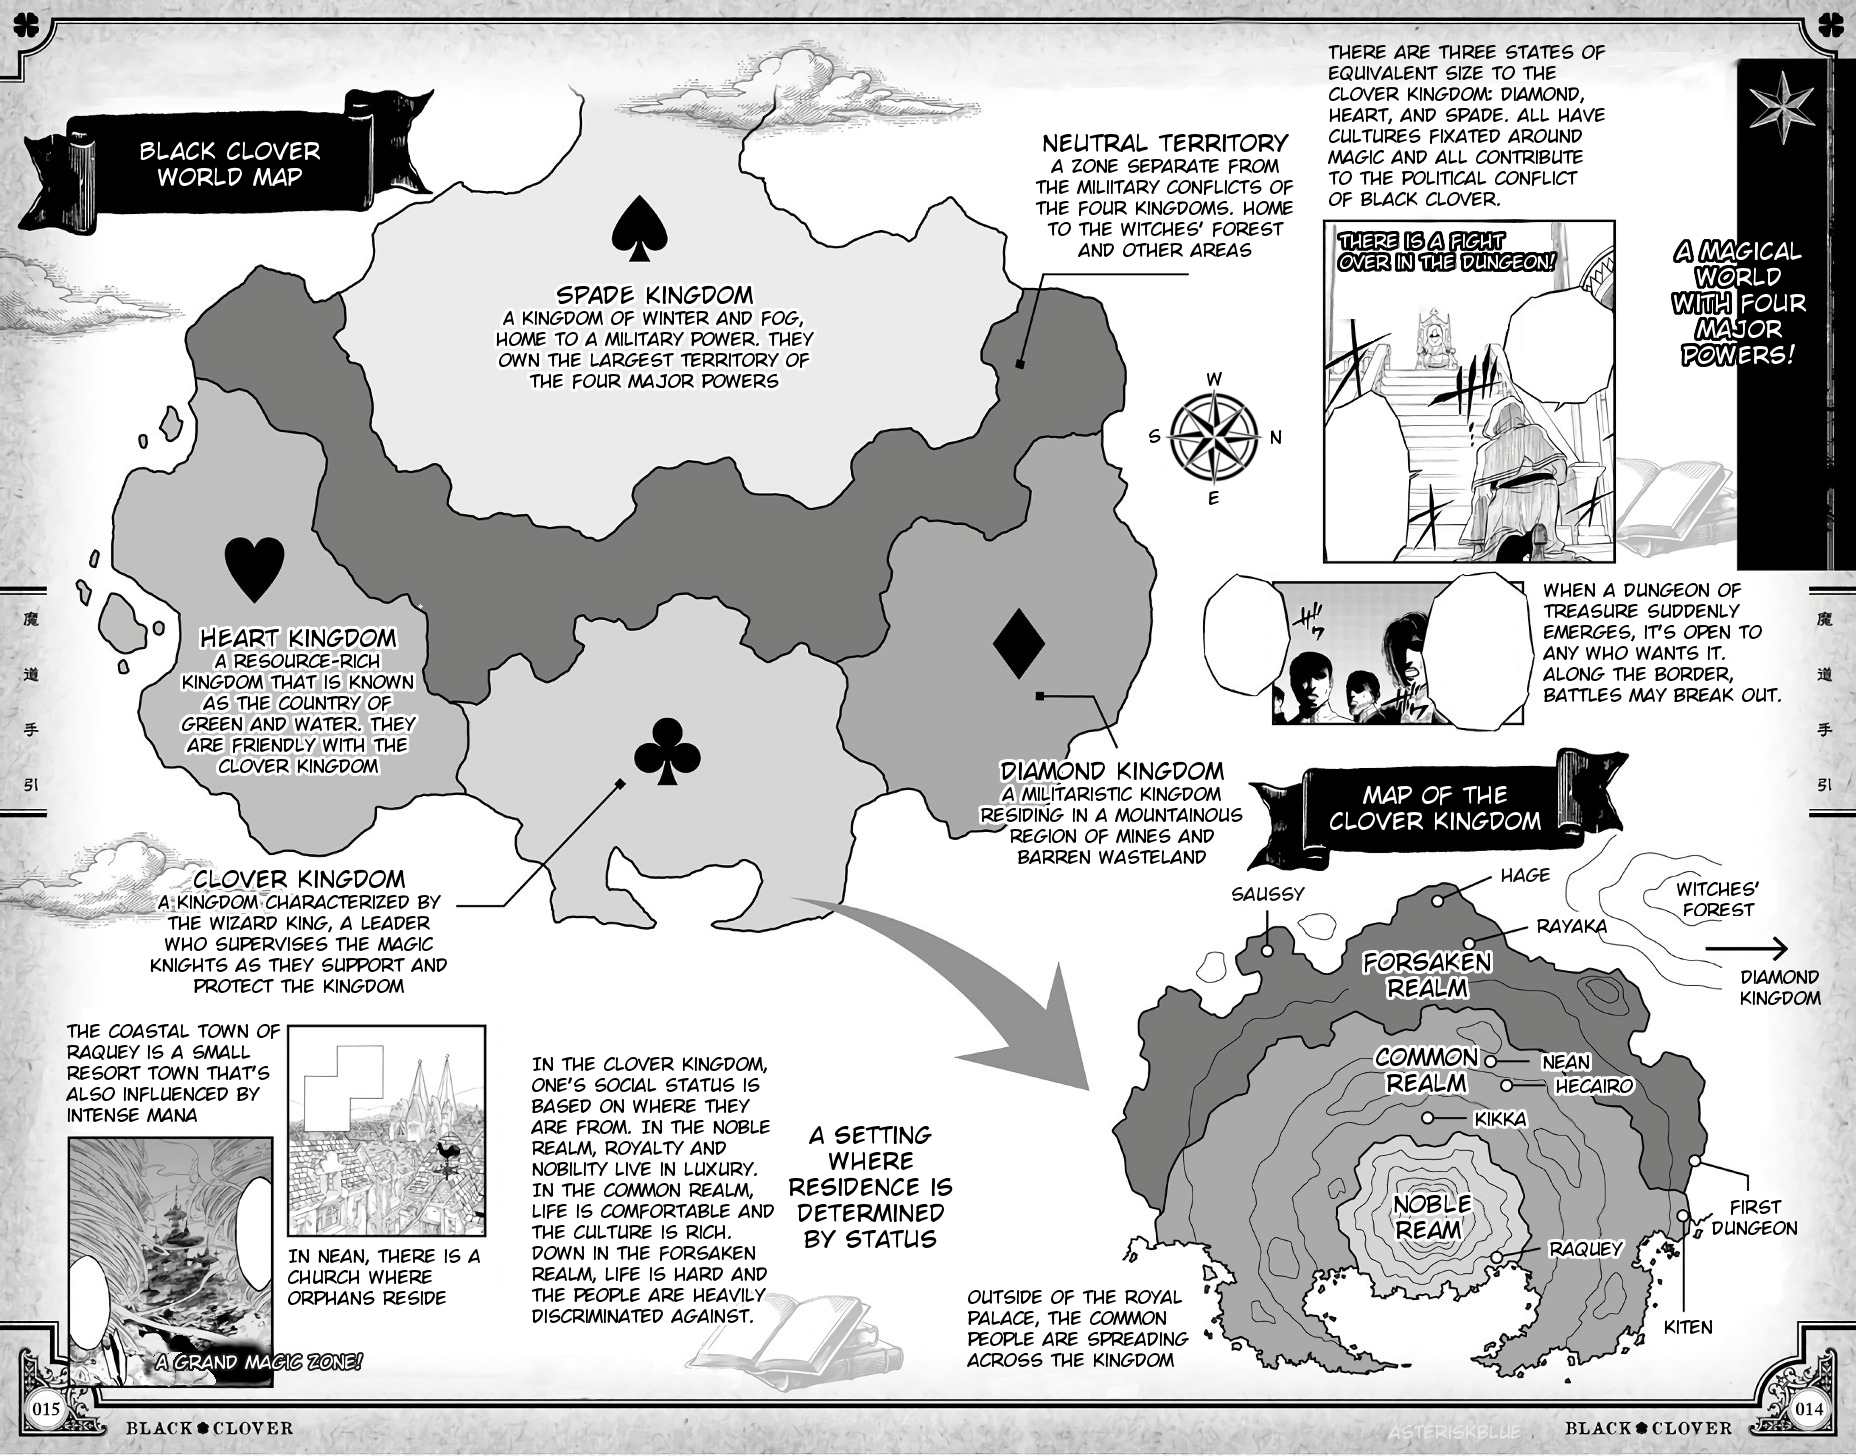 BLACK CLOVER
WORLD MAP
THERE ARE THREE STATES OF
EQUIVALENT SIZE TO THE
CLOVER KINGDOM: DIAMOND,
HEART, AND SPADE. ALL HAVE
CULTURES FIXATED AROUND
MAGIC AND ALL CONTRIBUTE
TO THE POLITICAL CONFLICT
OF BLACK CLOVER.
NEUTRAL TERRITORY
A ZONE SEPARATE FROM
THE MILIITARY CONFLICTS OF
THE FOUR KINGDOMS. HOME
TO THE WITCHES' FOREST
AND OTHER AREAS
THERE IS A FIGHT
OVER IN THE DUNGEON!
A MAGICAL
WORLD
WITH FOUR
MAJOR
POWERS!
SPADE KINGDOM
A KINGDOM OF WINTER AND FOG,
HOME TO A MILITARY POWER. THEY
OWN THE LARGEST TERRITORY OF
THE FOUR MAJOR POWERS
W
S
N
E
HEART KINGDOM
A RESOURCE-RICH
KINGDOM THAT IS KNOWN
AS THE COUNTRY OF
GREEN AND WATER. THEY
ARE FRIENDLY WITH THE
CLOVER KINGDOM
魔
道
手
引
WHEN A DUNGEON OF
TREASURE SUDDENLY
EMERGES, IT'S OPEN TO
ANY WHO WANTS IT.
ALONG THE BORDER,
BATTLES MAY BREAK OUT.
魔
道
手
引
DIAMOND KINGDOM
A MILITARISTIC KINGDOM
RESIDING IN A MOUNTAINOUS
REGION OF MINES AND
BARREN WASTELAND
CLOVER KINGDOM
A KINGDOM CHARACTERIZED BY
THE WIZARD KING, A LEADER
WHO SUPERVISES THE MAGIC
KNIGHTS AS THEY SUPPORT AND
PROTECT THE KINGDOM
MAP OF THE
CLOVER KINGDOM
SAUSSY
HAGE
RAYAKA
WITCHES'
FOREST
DIAMOND
KINGDOM
FORSAKEN
REALM
COMMON
REALM
NEAN
HECAIRO
KIKKA
NOBLE
REAM
RAQUEY
FIRST
DUNGEON
KITEN
THE COASTAL TOWN OF
RAQUEY IS A SMALL
RESORT TOWN THAT'S
ALSO INFLUENCED BY
INTENSE MANA
A GRAND MAGIC ZONE!
IN NEAN, THERE IS A
CHURCH WHERE
ORPHANS RESIDE
IN THE CLOVER KINGDOM,
ONE'S SOCIAL STATUS IS
BASED ON WHERE THEY
ARE FROM. IN THE NOBLE
REALM, ROYALTY AND
NOBILITY LIVE IN LUXURY.
IN THE COMMON REALM,
LIFE IS COMFORTABLE AND
THE CULTURE IS RICH.
DOWN IN THE FORSAKEN
REALM, LIFE IS HARD AND
THE PEOPLE ARE HEAVILY
DISCRIMINATED AGAINST.
A SETTING
WHERE
RESIDENCE IS
DETERMINED
BY STATUS
OUTSIDE OF THE ROYAL
PALACE, THE COMMON
PEOPLE ARE SPREADING
ACROSS THE KINGDOM
015
BLACK CLOVER
ASTERISKBLUE
BLACK CLOVER
014